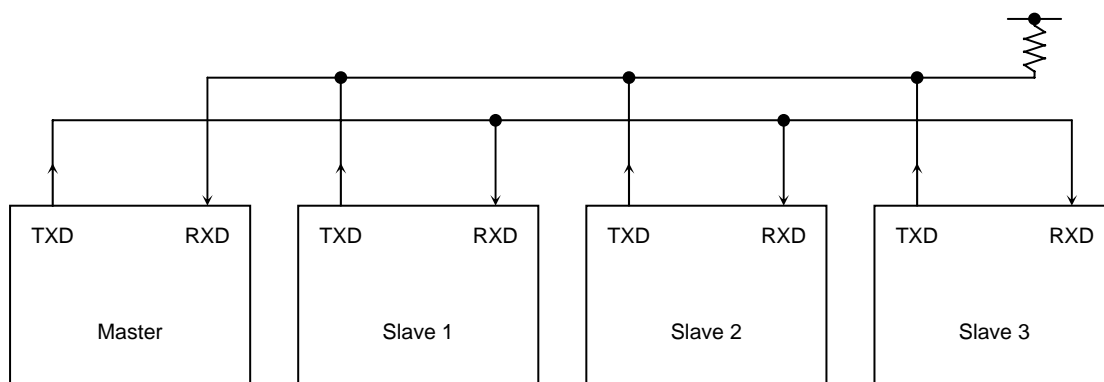 TXD RXD TXD RXD TXD RXD TXD RXD
Master Slave 1 Slave 2 Slave 3